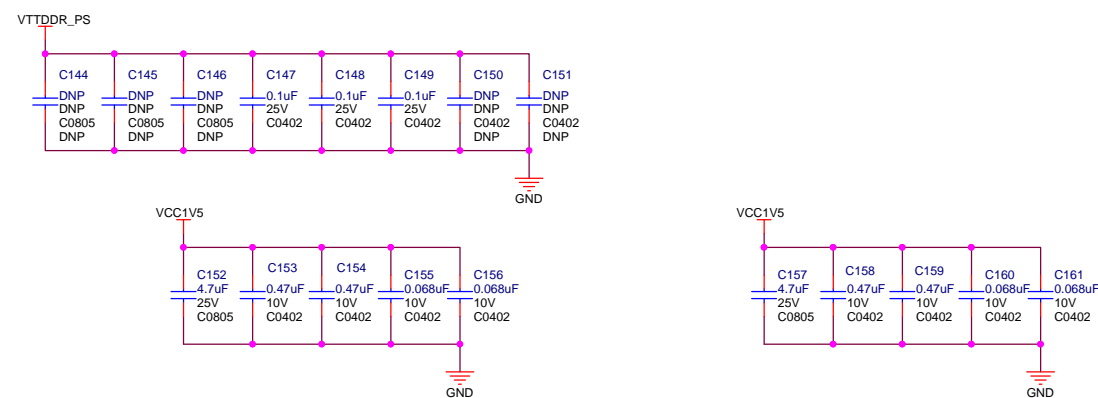 VTTDDR_PS
C144
DNP
DNP
C0805
DNP
C145
DNP
DNP
C0805
DNP
C146
DNP
DNP
C0805
DNP
C147
0.1uF
25V
C0402
C148
0.1uF
25V
C0402
C149
0.1uF
25V
C0402
C150
DNP
DNP
C0402
DNP
C151
DNP
DNP
C0402
DNP
GND
VCC1V5
C152
4.7uF
25V
C0805
C153
0.47uF
10V
C0402
C154
0.47uF
10V
C0402
C155
0.068uF
10V
C0402
C156
0.068uF
10V
C0402
GND
VCC1V5
C157
4.7uF
25V
C0805
C158
0.47uF
10V
C0402
C159
0.47uF
10V
C0402
C160
0.068uF
10V
C0402
C161
0.068uF
10V
C0402
GND